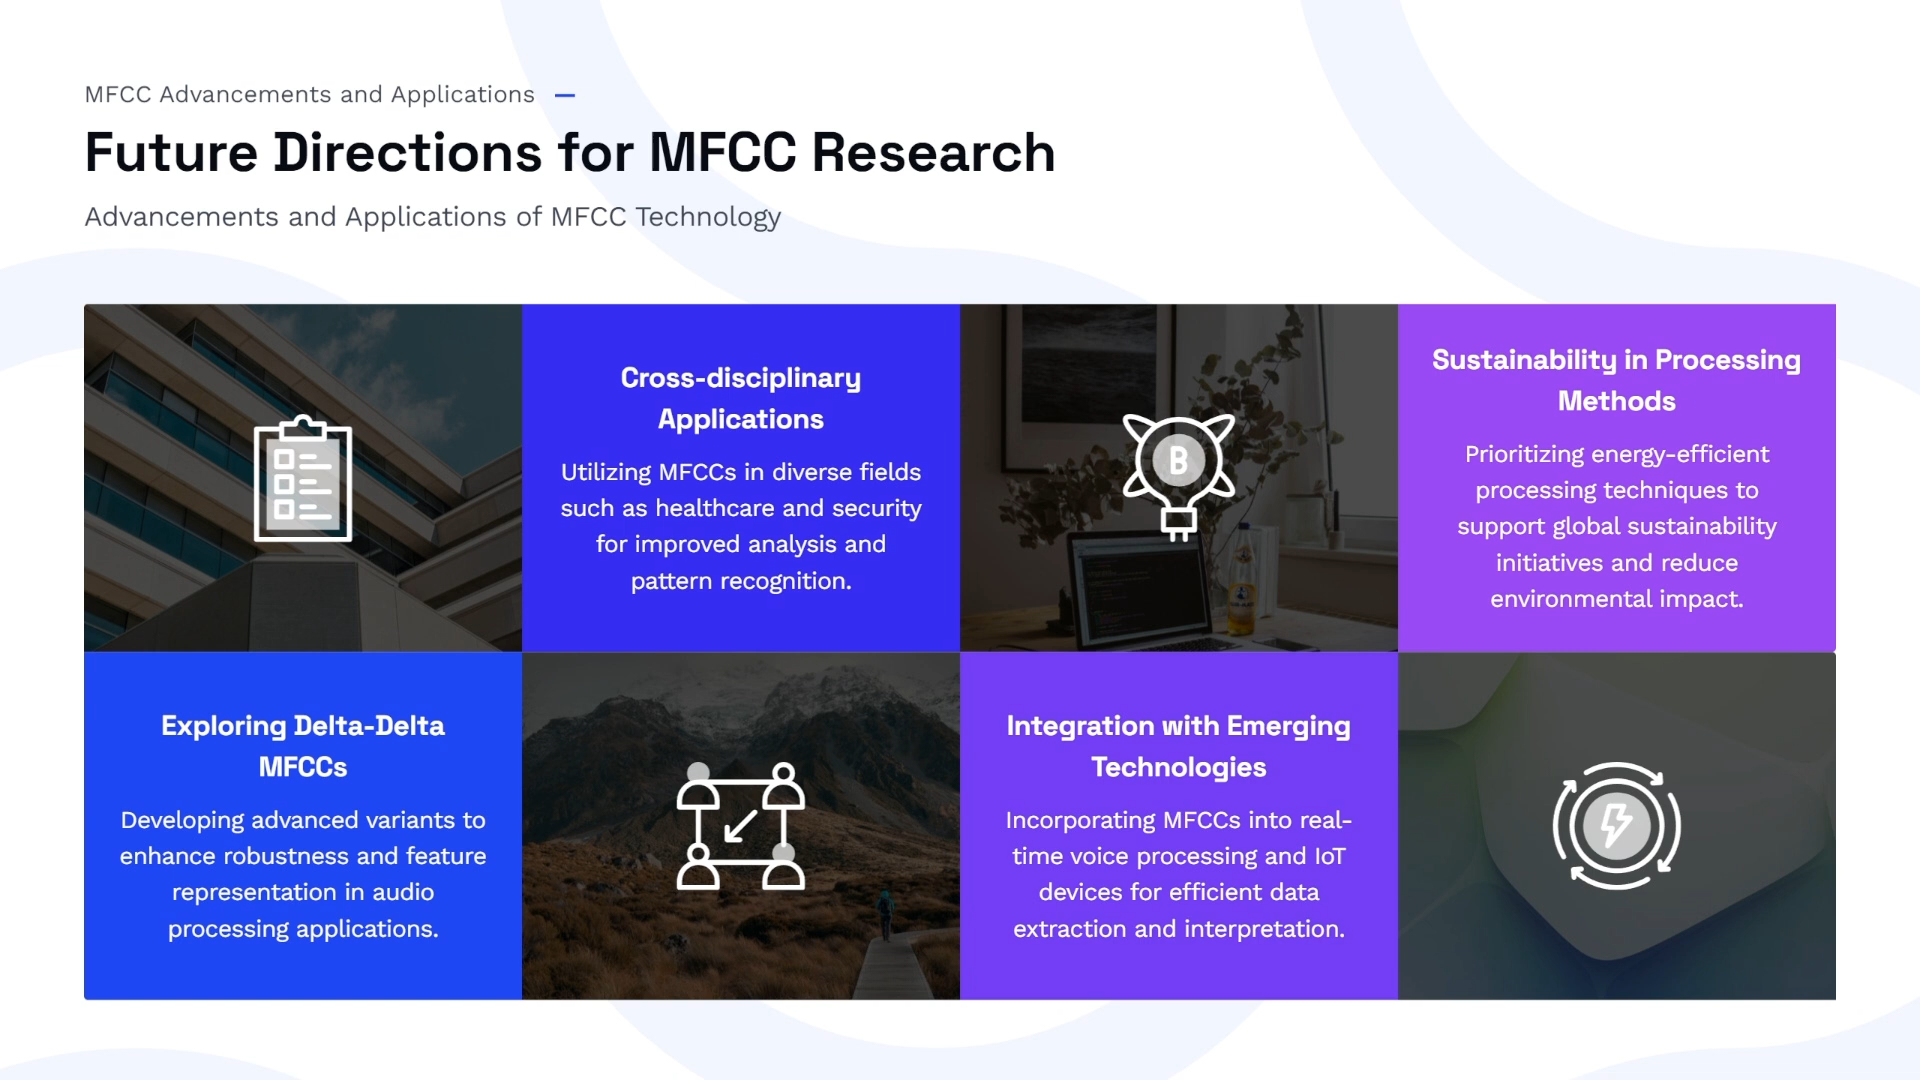 MFCC Advancements and Applications
Future Directions for MFCC Research
Advancements and Applications of MFCC Technology
Cross-disciplinary
Applications
Utilizing MFCCs in diverse fields
such as healthcare and security
for improved analysis and
pattern recognition.
B
Sustainability in Processing
Methods
Prioritizing energy-efficient
processing techniques to
support global sustainability
initiatives and reduce
environmental impact.
Exploring Delta-Delta
MFCCs
Developing advanced variants to
enhance robustness and feature
representation in audio
processing applications.
Integration with Emerging
Technologies
Incorporating MFCCs into real-
time voice processing and IoT
devices for efficient data
extraction and interpretation.